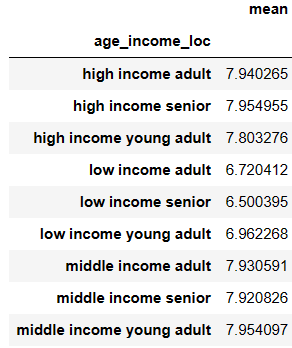 mean
age_income_loc
high income adult 7.940265
high income senior 7.954955
high income young adult 7.803276
low income adult 6.720412
low income senior 6.500395
low income young adult 6.962268
middle income adult 7.930591
middle income senior 7.920826
middle income young adult 7.954097